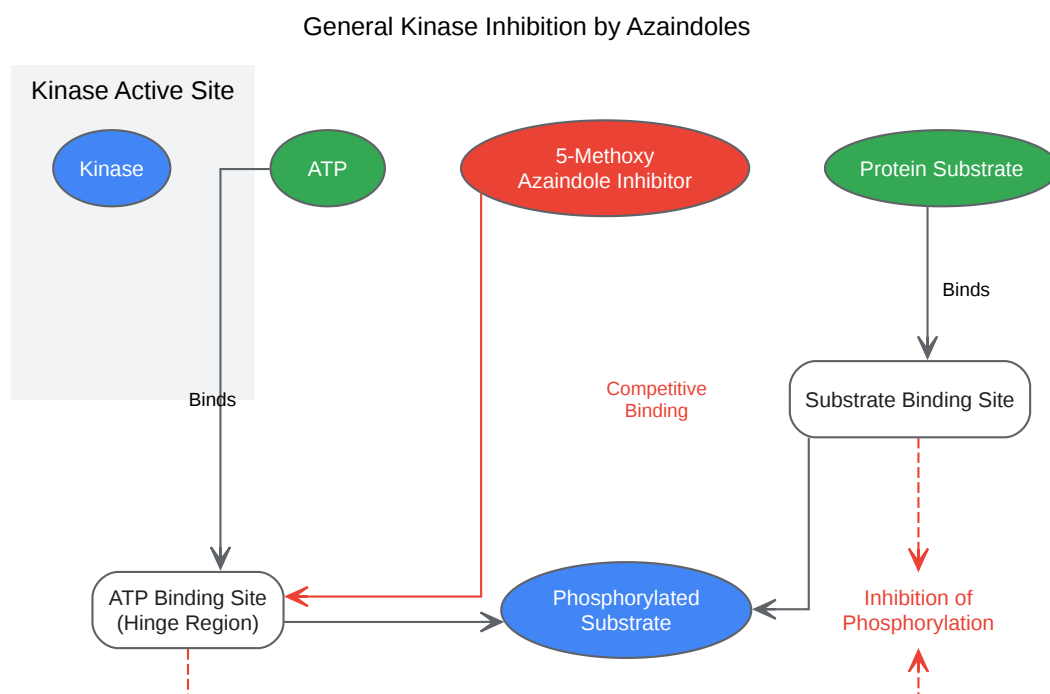 General Kinase Inhibition by Azaindoles
Kinase Active Site
Kinase
ATP
5-Methoxy
Azaindole Inhibitor
Protein Substrate
Binds
Competitive
Binding
Substrate Binding Site
Binds
ATP Binding Site
(Hinge Region)
Phosphorylated
Substrate
Inhibition of
Phosphorylation